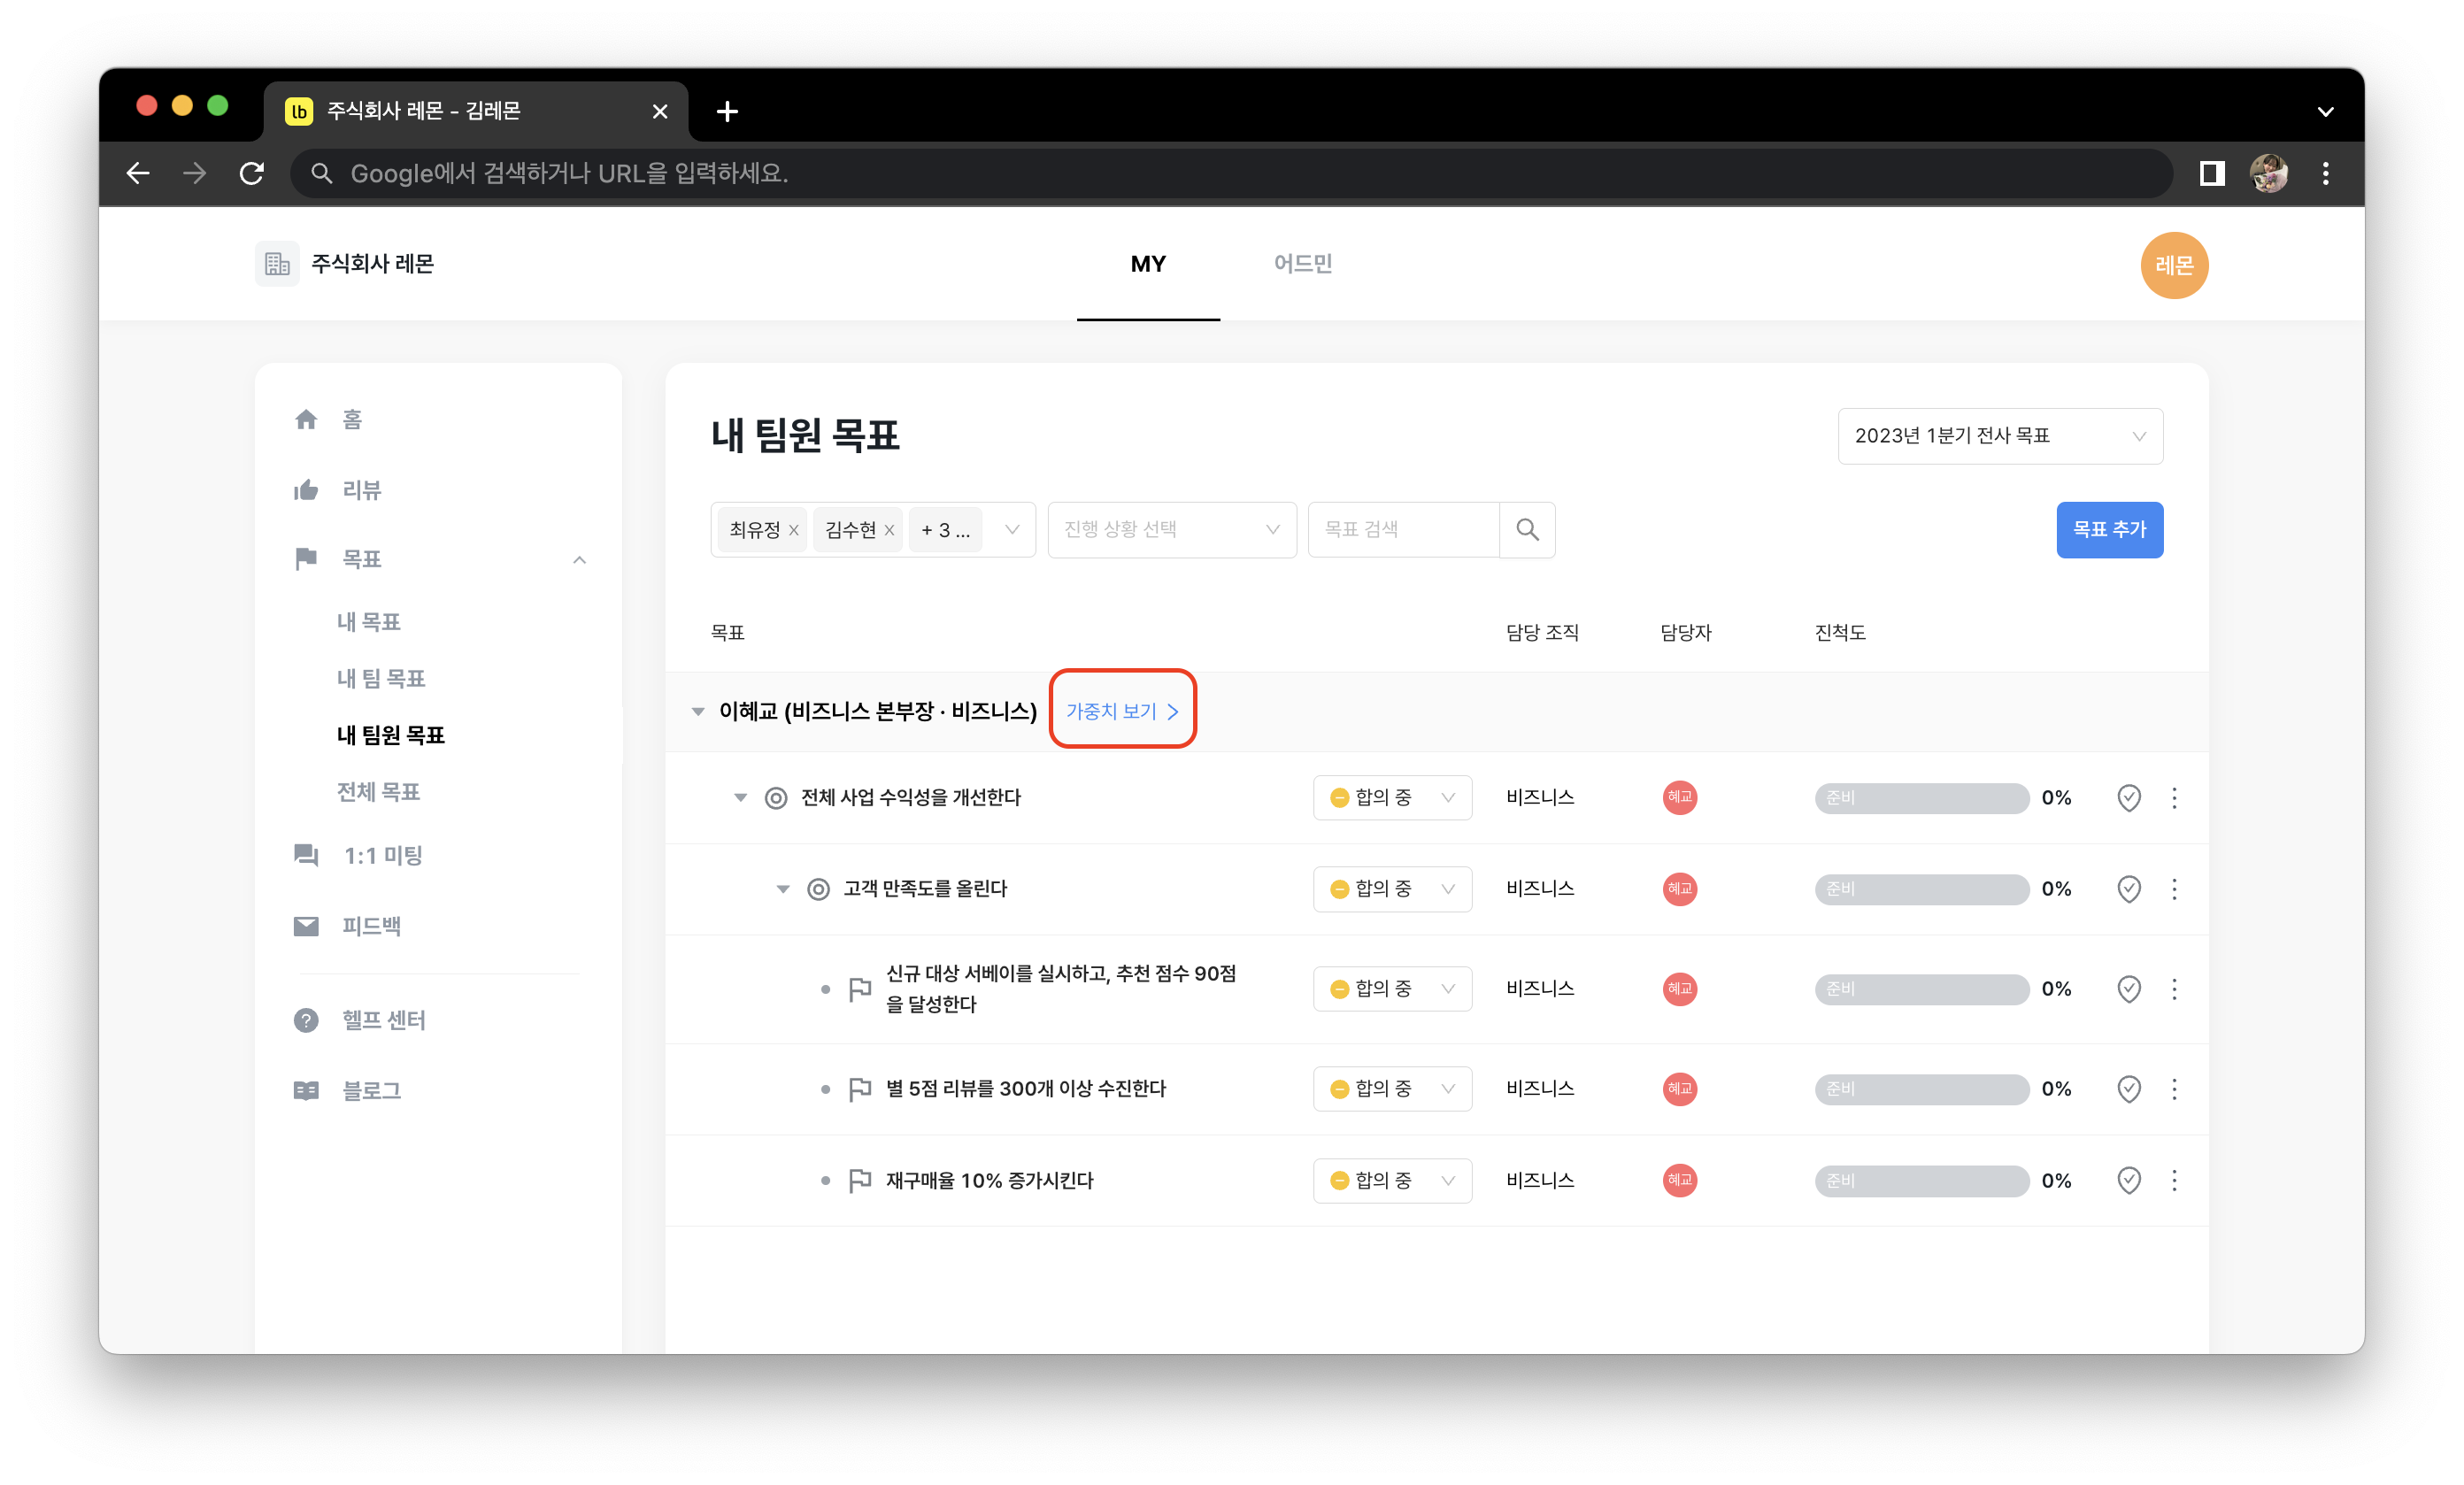 lb 주식회사 레몬 - 김레몬
Google에서 검색하거나 URL을 입력하세요.
주식회사 레몬
MY
어드민
레몬
홈
리뷰
목표
내 목표
내 팀 목표
내 팀원 목표
전체 목표
1:1 미팅
피드백
헬프 센터
블로그
내 팀원 목표
2023년 1분기 전사 목표
최유정
김수현
+ 3 ...
진행 상황 선택
목표 검색
목표 추가
목표 담당 조직 담당자 진척도
이혜교 (비즈니스 본부장 · 비즈니스) 가중치 보기
전체 사업 수익성을 개선한다 합의 중 비즈니스 혜교 준비 0%
고객 만족도를 올린다 합의 중 비즈니스 혜교 준비 0%
신규 대상 서베이를 실시하고, 추천 점수 90점
을 달성한다
합의 중 비즈니스 혜교 준비 0%
별 5점 리뷰를 300개 이상 수진한다 합의 중 비즈니스 혜교 준비 0%
재구매율 10% 증가시킨다 합의 중 비즈니스 혜교 준비 0%